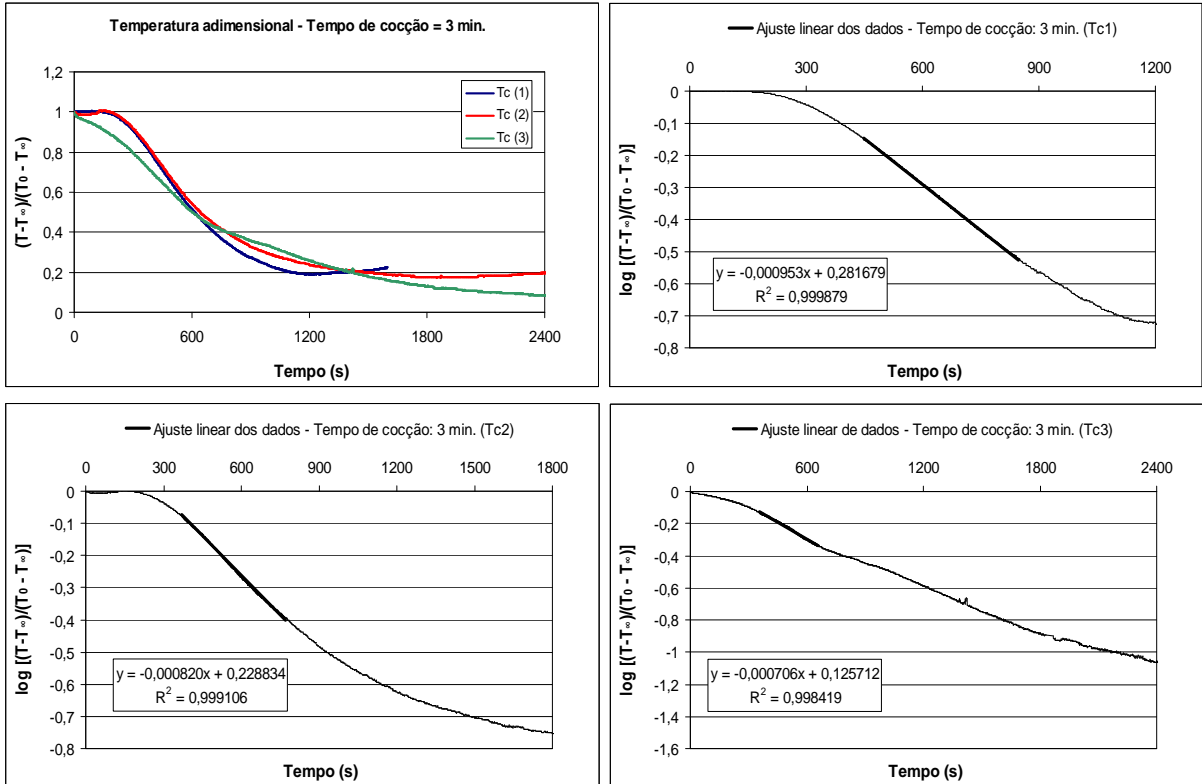 Temperatura adimensional - Tempo de cocção = 3 min.
1,2
1
0,8
0,6
0,4
0,2
0
(T-T∞)/(T0 - T∞)
Tc (1)
Tc (2)
Tc (3)
0 600 1200 1800 2400
Tempo (s)
Ajuste linear dos dados - Tempo de cocção: 3 min. (Tc1)
0 300 600 900 1200
0
-0,1
-0,2
-0,3
-0,4
-0,5
-0,6
-0,7
-0,8
log [(T-T∞)/(T0 - T∞)]
y = -0,000953x + 0,281679
R² = 0,999879
Tempo (s)
Ajuste linear dos dados - Tempo de cocção: 3 min. (Tc2)
0 300 600 900 1200 1500 1800
0
-0,1
-0,2
-0,3
-0,4
-0,5
-0,6
-0,7
-0,8
log [(T-T∞)/(T0 - T∞)]
y = -0,000820x + 0,228834
R² = 0,999106
Tempo (s)
Ajuste linear de dados - Tempo de cocção: 3 min. (Tc3)
0 600 1200 1800 2400
0
-0,2
-0,4
-0,6
-0,8
-1
-1,2
-1,4
-1,6
log [(T-T∞)/(T0 - T∞)]
y = -0,000706x + 0,125712
R² = 0,998419
Tempo (s)